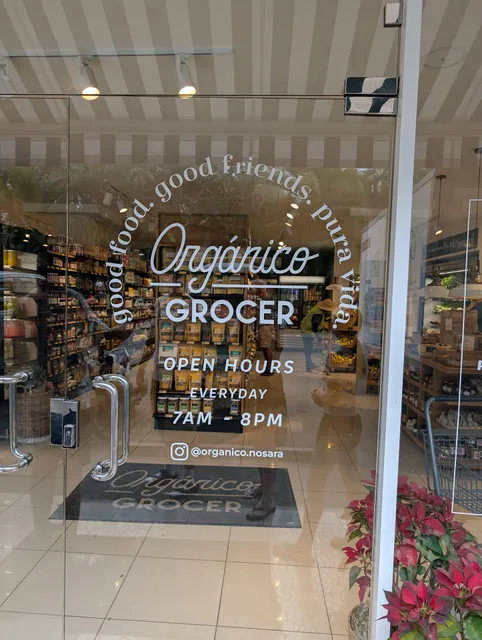 good food. good friends. pura vida.
Orgánico
GROCER
OPEN HOURS
EVERYDAY
7AM - 8PM
@organico.nosara
Orgánico
GROCER